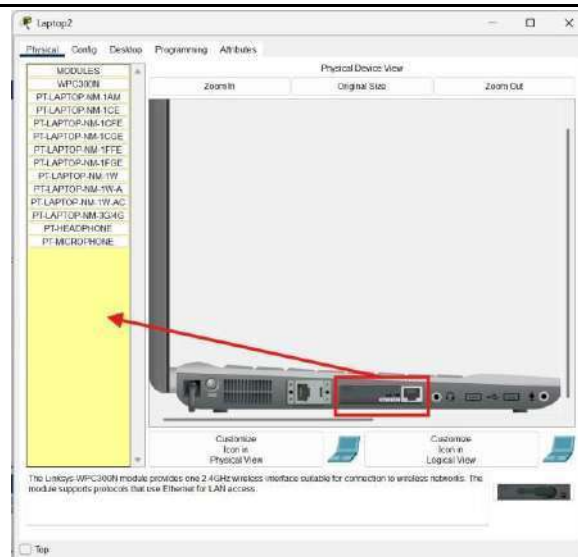 Laptop2
Physical Config Desktop Programming Attributes
MODULES
WPC300N
PT-LAPTOP-NM-1AM
PT-LAPTOP-NM-1CE
PT-LAPTOP-NM-1CFE
PT-LAPTOP-NM-1CGE
PT-LAPTOP-NM-1FFE
PT-LAPTOP-NM-1FGE
PT-LAPTOP-NM-1W
PT-LAPTOP-NM-1W-A
PT-LAPTOP-NM-1W-AC
PT-LAPTOP-NM-3G/4G
PT-HEADPHONE
PT-MICROPHONE
Physical Device View
Zoom In Original Size Zoom Out
Customize
Icon in
Physical View
Customize
Icon in
Logical View
The Linksys-WPC300N module provides one 2.4GHz wireless interface suitable for connection to wireless networks. The
module supports protocols that use Ethernet for LAN access.
Top